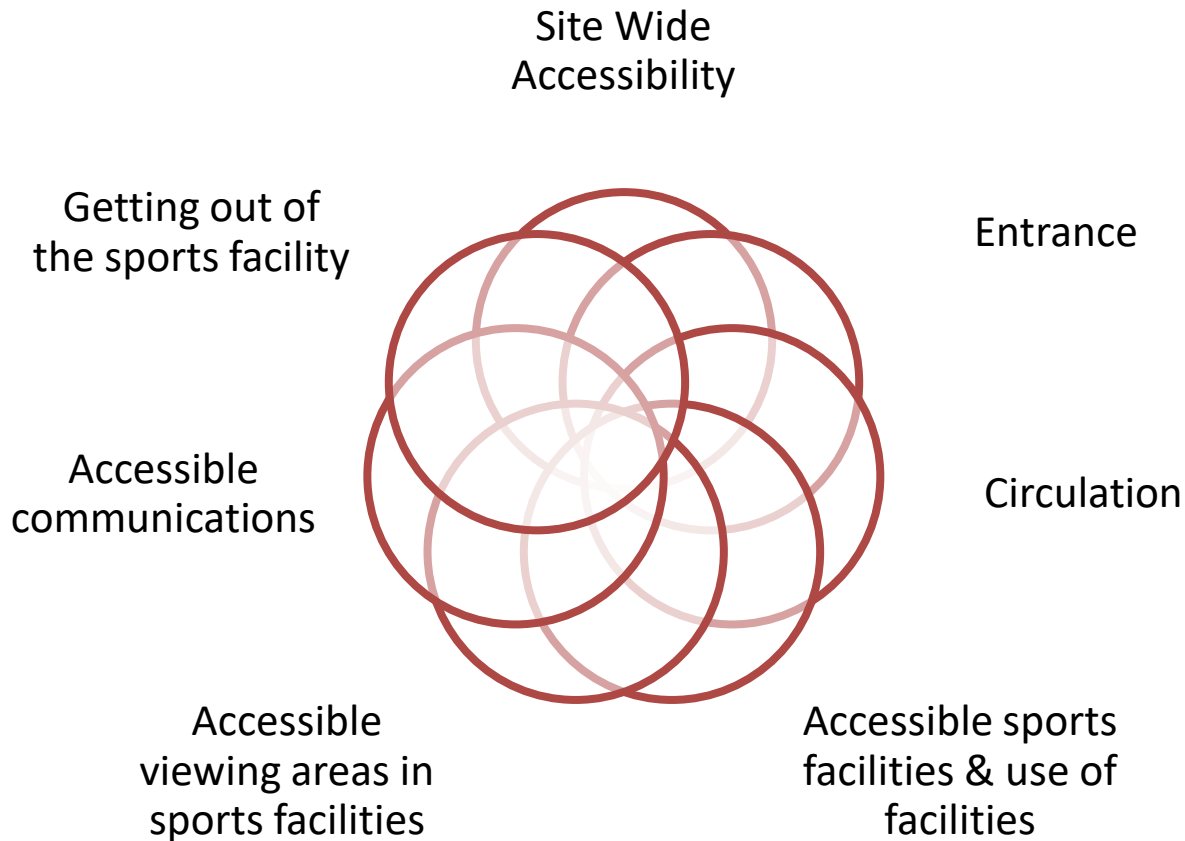 Site Wide
Accessibility
Entrance
Circulation
Accessible sports
facilities & use of
facilities
Accessible
viewing areas in
sports facilities
Accessible
communications
Getting out of
the sports facility